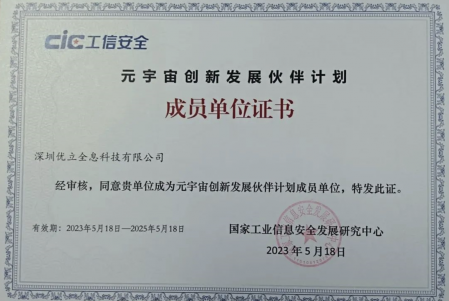 CIC工信安全
元宇宙创新发展伙伴计划
成员单位证书
深圳优立全息科技有限公司
经审核，同意贵单位成为元宇宙创新发展伙伴计划成员单位，特发此证。
有效期：2023年5月18日—2025年5月18日
国家工业信息安全发展研究中心
2023年5月18日